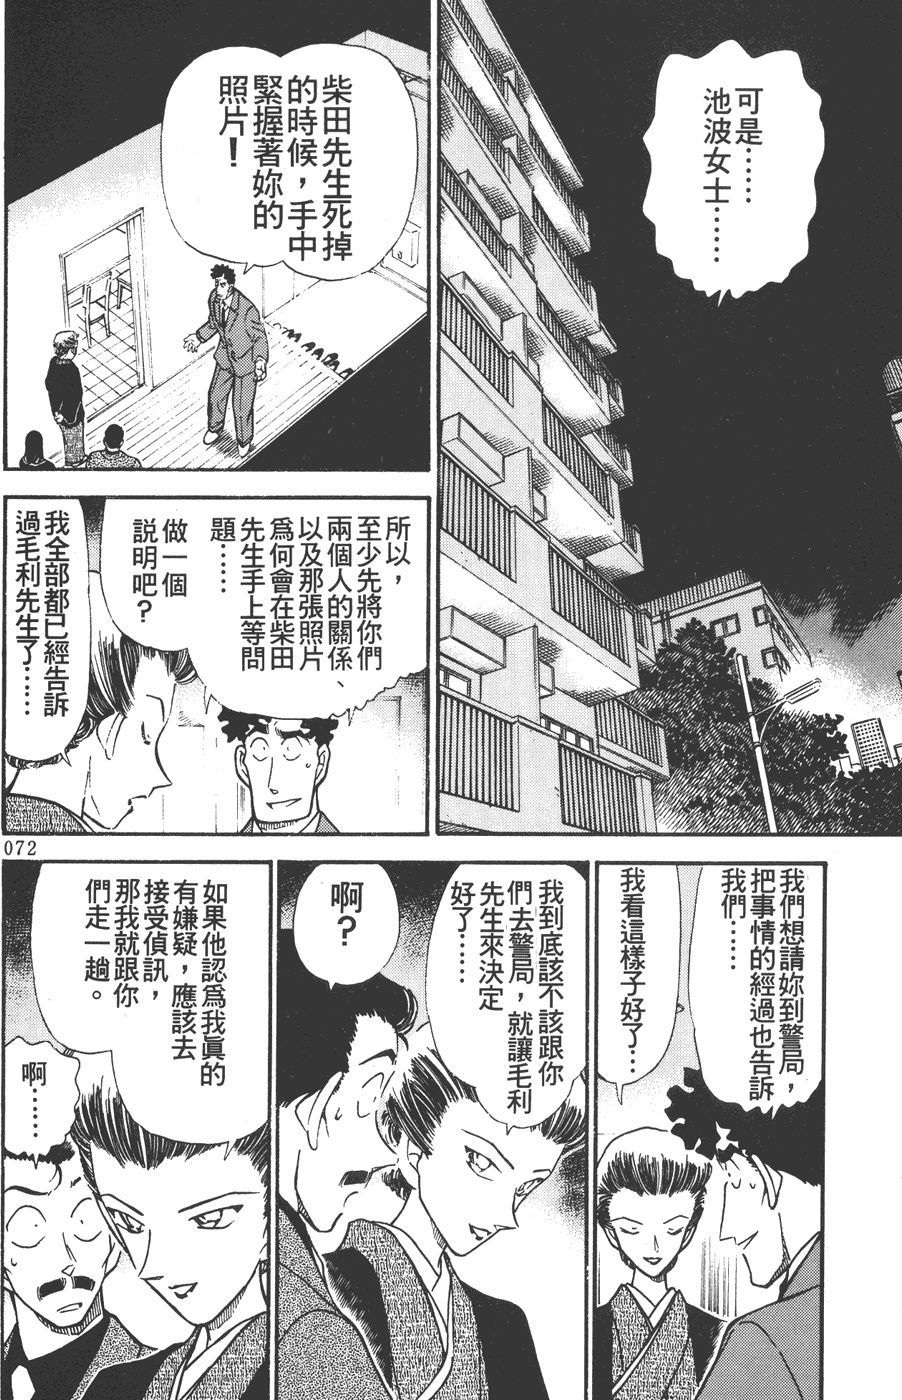 可是……
池波女士……
柴田先生死掉
的時候，手中
緊握著妳的
照片！
所以，
至少先將你們
兩個人的關係、
以及那張照片
為何會在柴田
先生手上等問
題……
做一個
說明吧？
我全部都已經告訴
過毛利先生了……
072
我們想請妳到警局，
把事情的經過也告訴
我們……
我看這樣子好了…
我到底該不該跟你
們去警局，就讓毛利
先生來決定
好了……
啊？
如果他認為我真的
有嫌疑，應該去
接受偵訊，
那我就跟你
們走一趟。
啊……